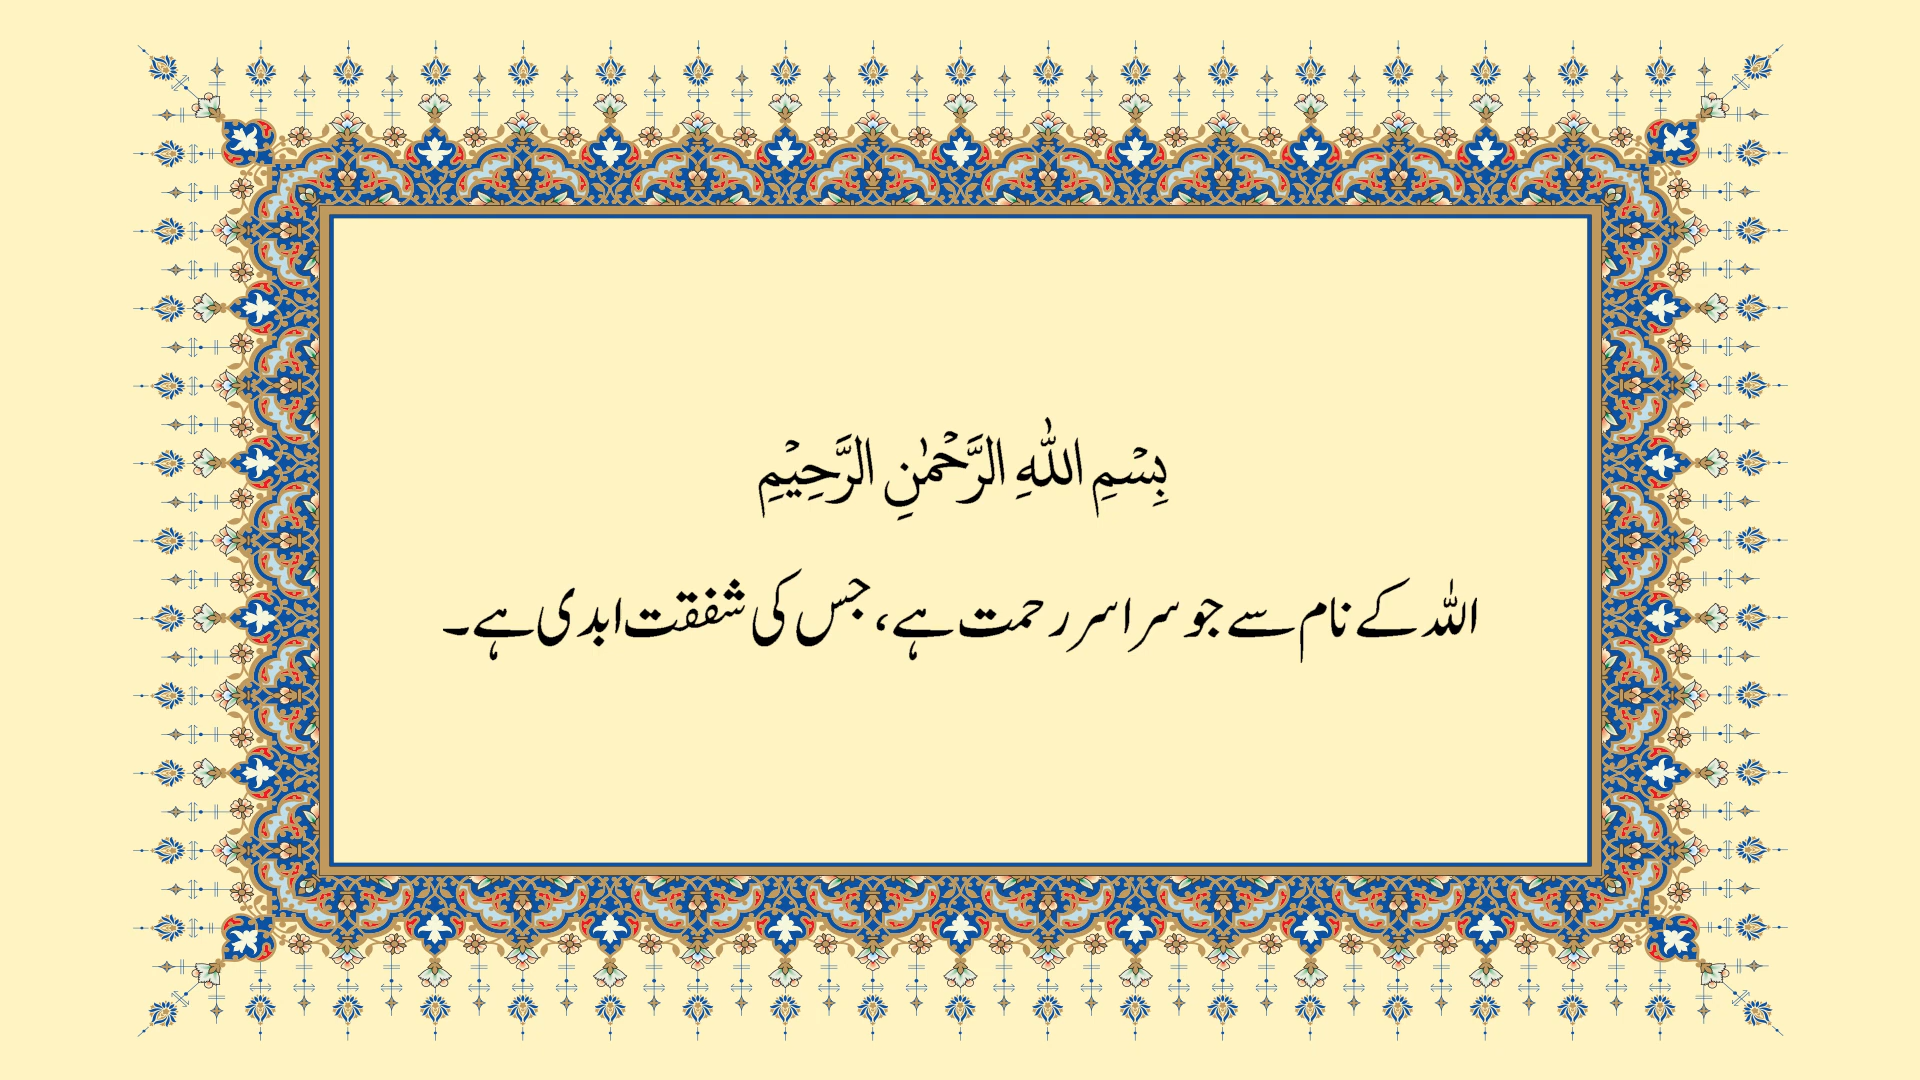 بِسْمِ اللّٰهِ الرَّحْمٰنِ الرَّحِيْمِ
اللہ کے نام سے جو سراسر رحمت ہے، جس کی شفقت ابدی ہے۔